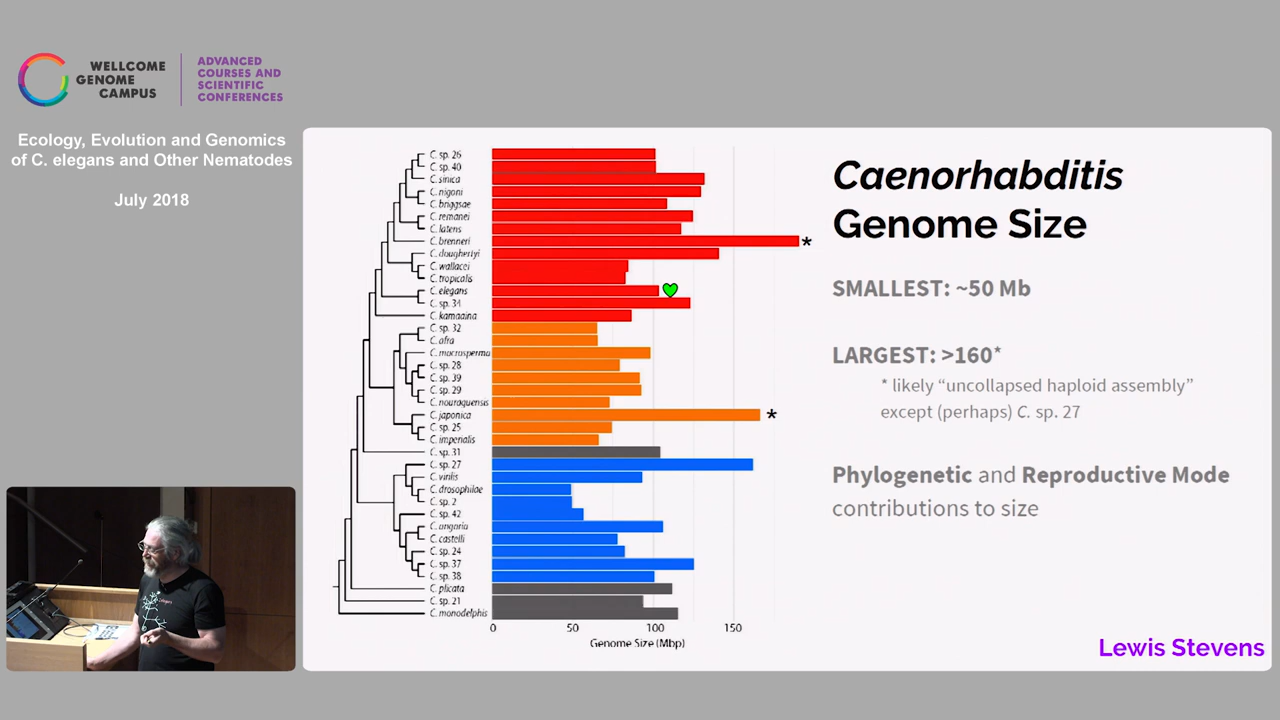 WELLCOME
GENOME
CAMPUS
ADVANCED
COURSES AND
SCIENTIFIC
CONFERENCES
Ecology, Evolution and Genomics
of C. elegans and Other Nematodes
July 2018
C. sp. 26
C. sp. 40
C. sinica
C. nigoni
C. briggsae
C. remanei
C. latens
C. brenneri
*
C. doughertyi
C. wallacei
C. tropicalis
C. elegans
C. sp. 34
C. kamaaina
C. sp. 32
C. afra
C. macrosperma
C. sp. 28
C. sp. 39
C. sp. 29
C. nouraguensis
C. japonica
*
C. sp. 25
C. imperialis
C. sp. 31
C. sp. 27
C. virilis
C. drosophilae
C. sp. 2
C. sp. 42
C. angaria
C. castelli
C. sp. 24
C. sp. 37
C. sp. 38
C. plicata
C. sp. 21
C. monodelphis
0 50 100 150
Genome Size (Mbp)
Caenorhabditis
Genome Size
SMALLEST: ~50 Mb
LARGEST: >160*
* likely “uncollapsed haploid assembly”
except (perhaps) C. sp. 27
Phylogenetic and Reproductive Mode
contributions to size
Lewis Stevens